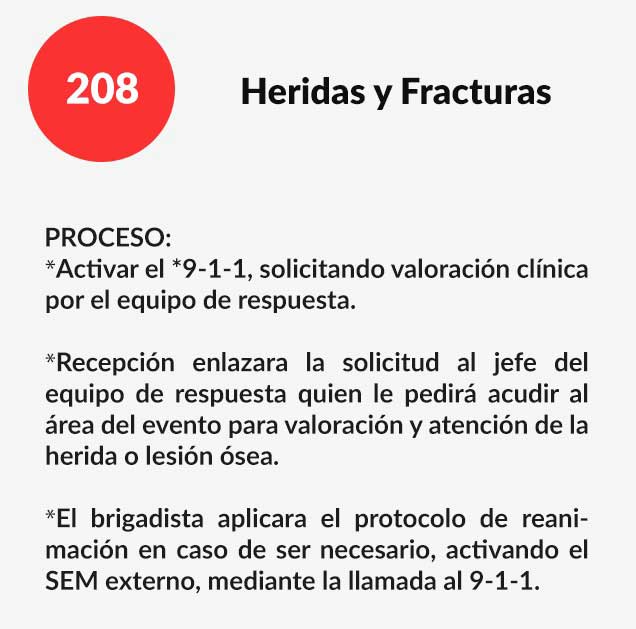 208
Heridas y Fracturas
PROCESO:
*Activar el *9-1-1, solicitando valoración clínica
por el equipo de respuesta.
*Recepción enlazara la solicitud al jefe del
equipo de respuesta quien le pedirá acudir al
área del evento para valoración y atención de la
herida o lesión ósea.
*El brigadista aplicara el protocolo de reani-
mación en caso de ser necesario, activando el
SEM externo, mediante la llamada al 9-1-1.